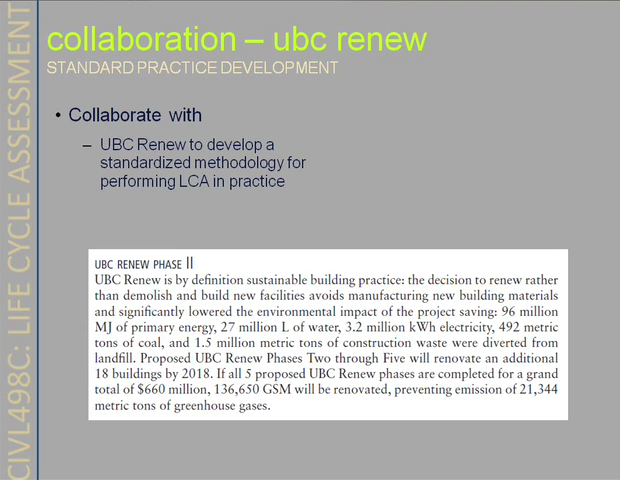 CIVL498C: LIFE CYCLE ASSESSMENT
collaboration – ubc renew
STANDARD PRACTICE DEVELOPMENT
• Collaborate with
– UBC Renew to develop a
standardized methodology for
performing LCA in practice
UBC RENEW PHASE II
UBC Renew is by definition sustainable building practice: the decision to renew rather
than demolish and build new facilities avoids manufacturing new building materials
and significantly lowered the environmental impact of the project saving: 96 million
MJ of primary energy, 27 million L of water, 3.2 million kWh electricity, 492 metric
tons of coal, and 1.5 million metric tons of construction waste were diverted from
landfill. Proposed UBC Renew Phases Two through Five will renovate an additional
18 buildings by 2018. If all 5 proposed UBC Renew phases are completed for a grand
total of $660 million, 136,650 GSM will be renovated, preventing emission of 21,344
metric tons of greenhouse gases.